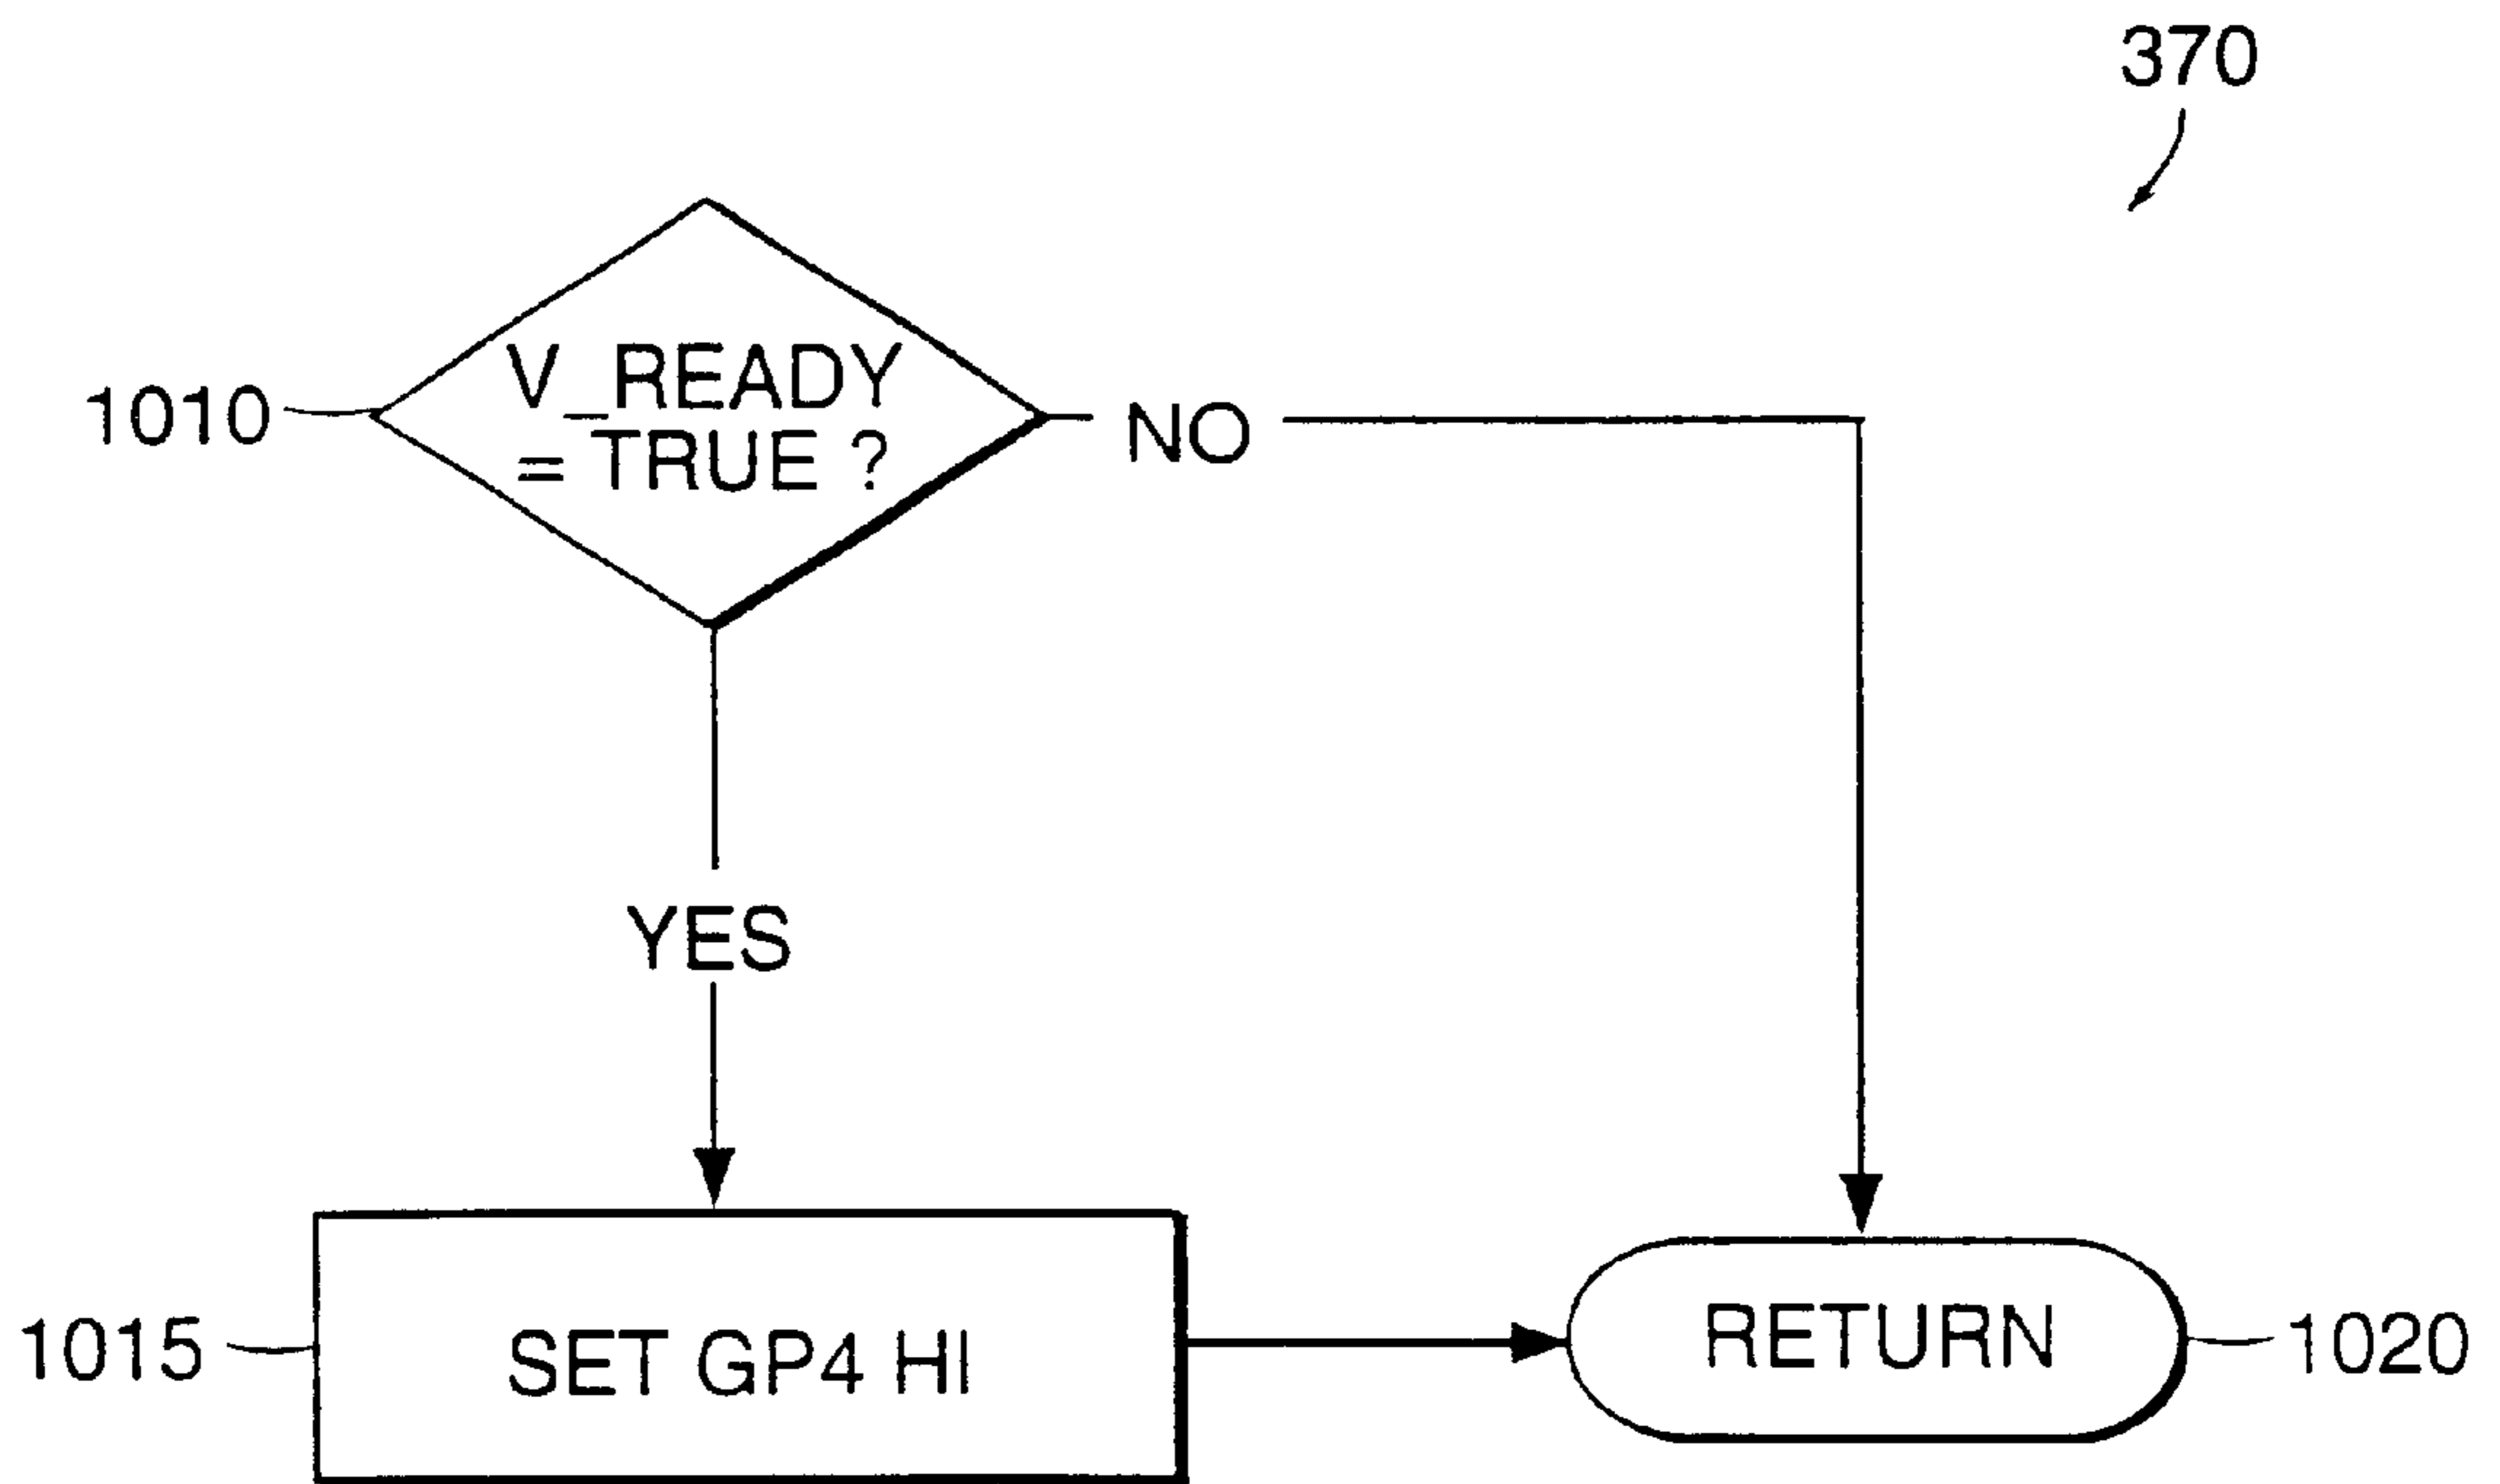 370
V_READY
= TRUE ?
1010
NO
YES
1015
SET GP4 HI
RETURN
1020